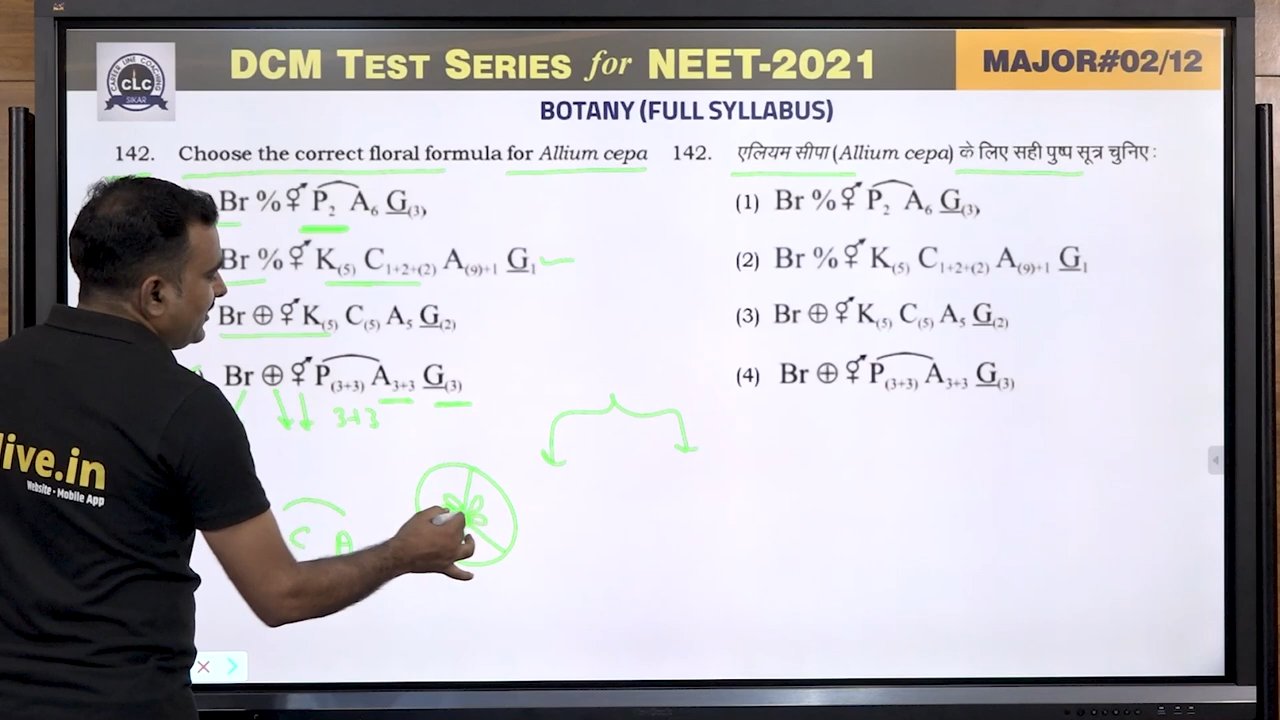 DCM TEST SERIES for NEET-2021
MAJOR#02/12
CAREER LINE COACHING
CLC
SIKAR
BOTANY (FULL SYLLABUS)
142. Choose the correct floral formula for Allium cepa
Br % ⚥ P₂ A₆ G₍₃₎
Br % ⚥ K₍₅₎ C₁₊₂₊₍₂₎ A₍₉₎₊₁ G₁
Br ⊕ ⚥ K₍₅₎ C₍₅₎ A₅ G₍₂₎
Br ⊕ ⚥ P₍₃₊₃₎ A₃₊₃ G₍₃₎
3+3
C A
142. एलियम सीपा (Allium cepa) के लिए सही पुष्प सूत्र चुनिए :
(1) Br % ⚥ P₂ A₆ G₍₃₎
(2) Br % ⚥ K₍₅₎ C₁₊₂₊₍₂₎ A₍₉₎₊₁ G₁
(3) Br ⊕ ⚥ K₍₅₎ C₍₅₎ A₅ G₍₂₎
(4) Br ⊕ ⚥ P₍₃₊₃₎ A₃₊₃ G₍₃₎
live.in
Website • Mobile App